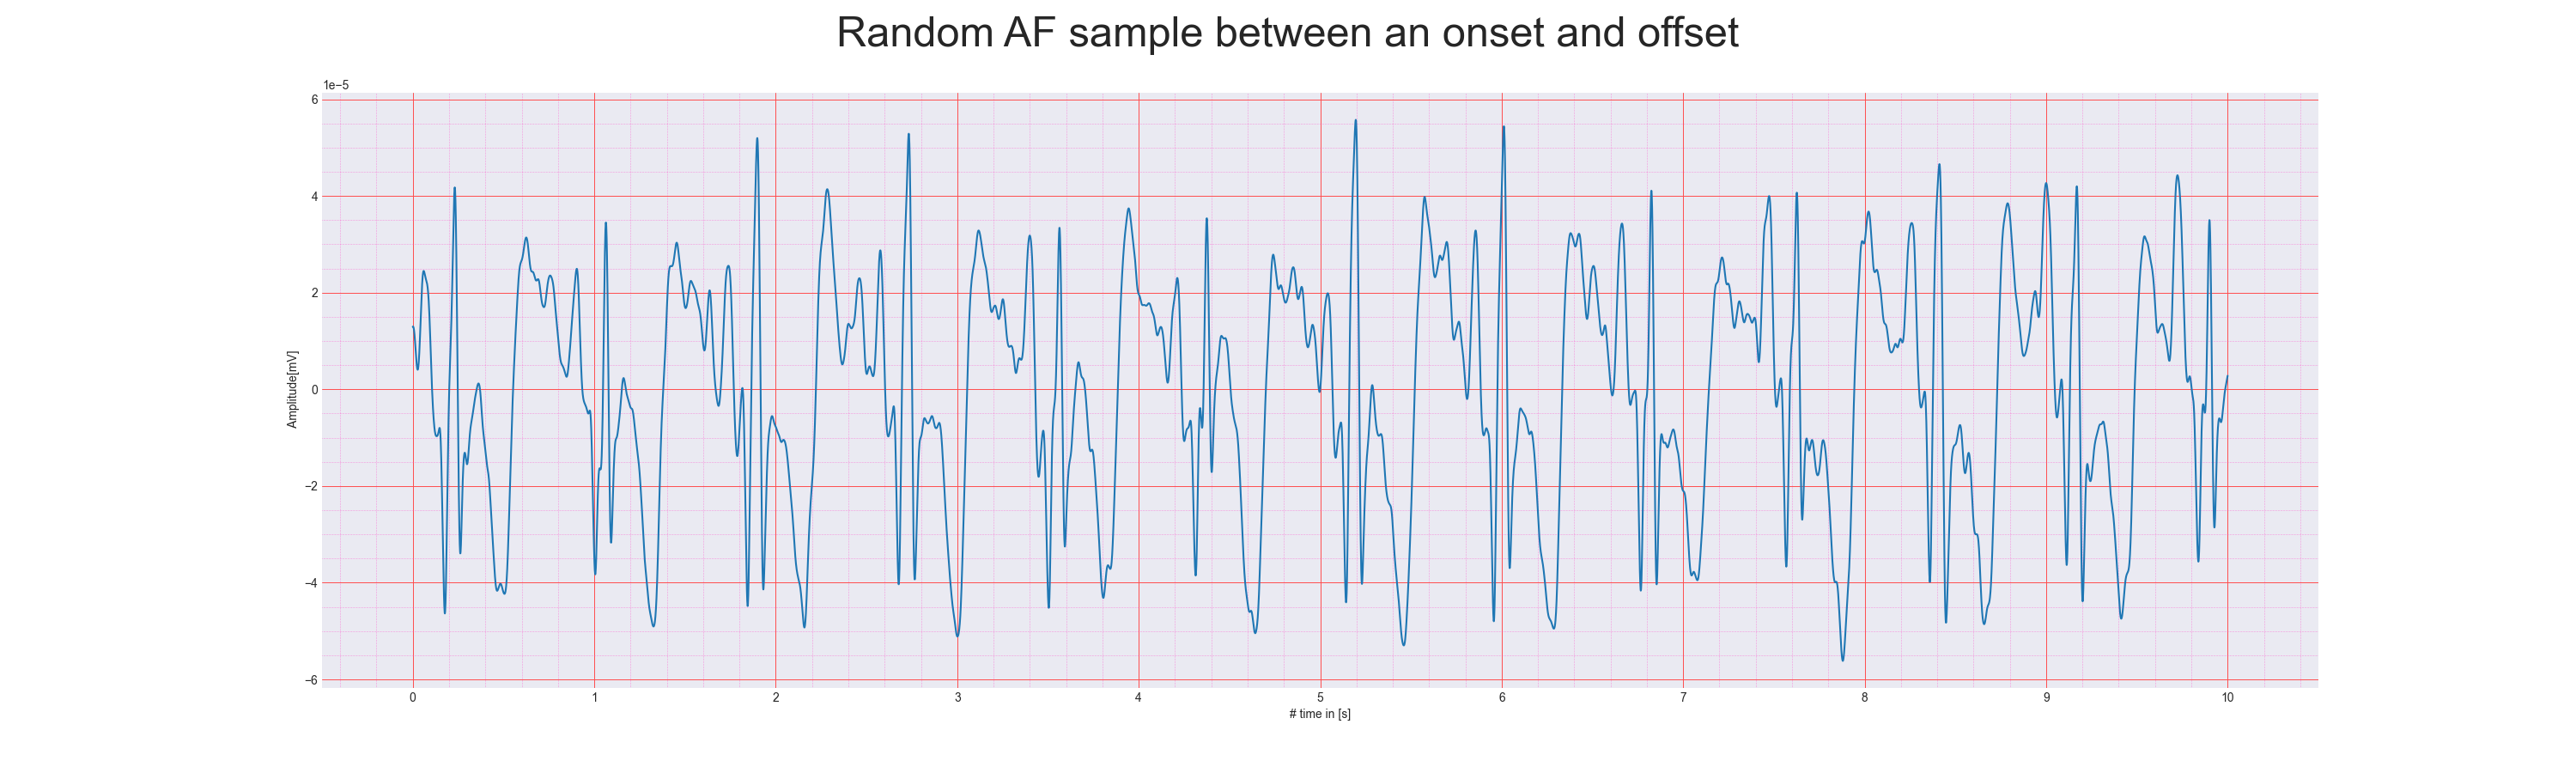 Random AF sample between an onset and offset
1e−5
6
4
2
0
−2
−4
−6
Amplitude[mV]
0 1 2 3 4 5 6 7 8 9 10
# time in [s]